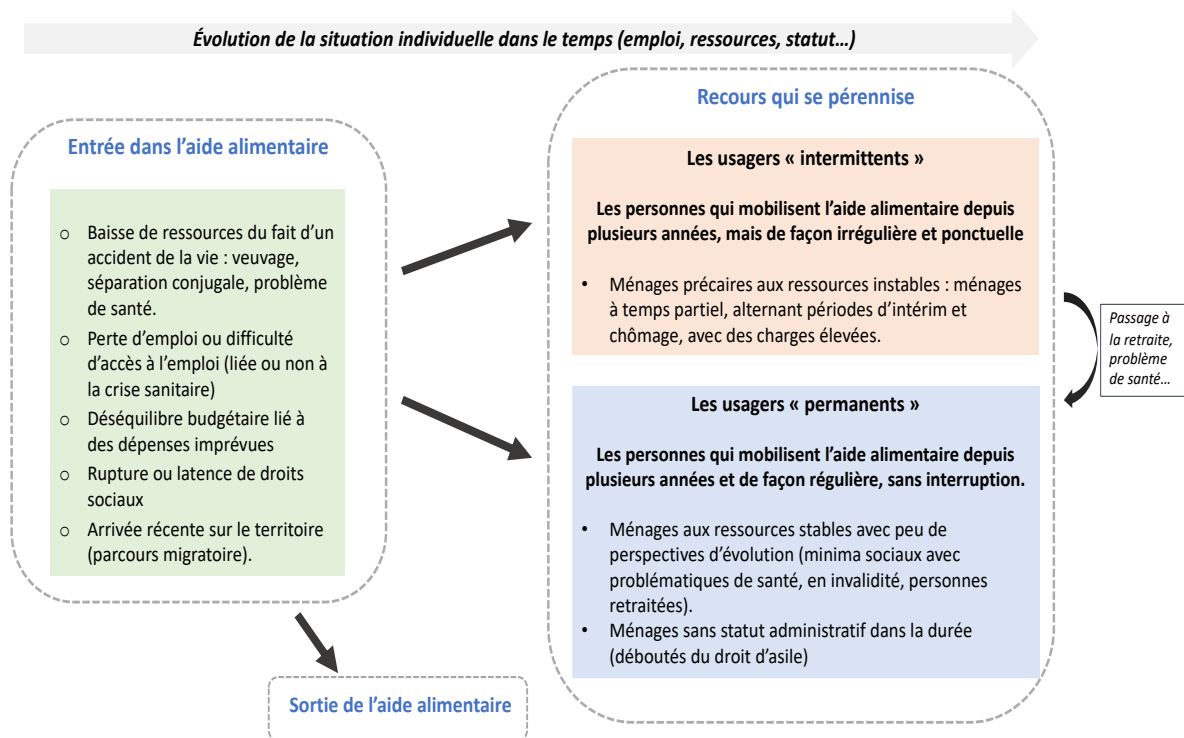 Évolution de la situation individuelle dans le temps (emploi, ressources, statut…)
Entrée dans l’aide alimentaire
o Baisse de ressources du fait d’un
accident de la vie : veuvage,
séparation conjugale, problème
de santé.
o Perte d’emploi ou difficulté
d’accès à l’emploi (liée ou non à
la crise sanitaire)
o Déséquilibre budgétaire lié à
des dépenses imprévues
o Rupture ou latence de droits
sociaux
o Arrivée récente sur le territoire
(parcours migratoire).
Sortie de l’aide alimentaire
Recours qui se pérennise
Les usagers « intermittents »
Les personnes qui mobilisent l’aide alimentaire depuis
plusieurs années, mais de façon irrégulière et ponctuelle
• Ménages précaires aux ressources instables : ménages
à temps partiel, alternant périodes d’intérim et
chômage, avec des charges élevées.
Les usagers « permanents »
Les personnes qui mobilisent l’aide alimentaire depuis
plusieurs années et de façon régulière, sans interruption.
• Ménages aux ressources stables avec peu de
perspectives d’évolution (minima sociaux avec
problématiques de santé, en invalidité, personnes
retraitées).
• Ménages sans statut administratif dans la durée
(déboutés du droit d’asile)
Passage à
la retraite,
problème
de santé…